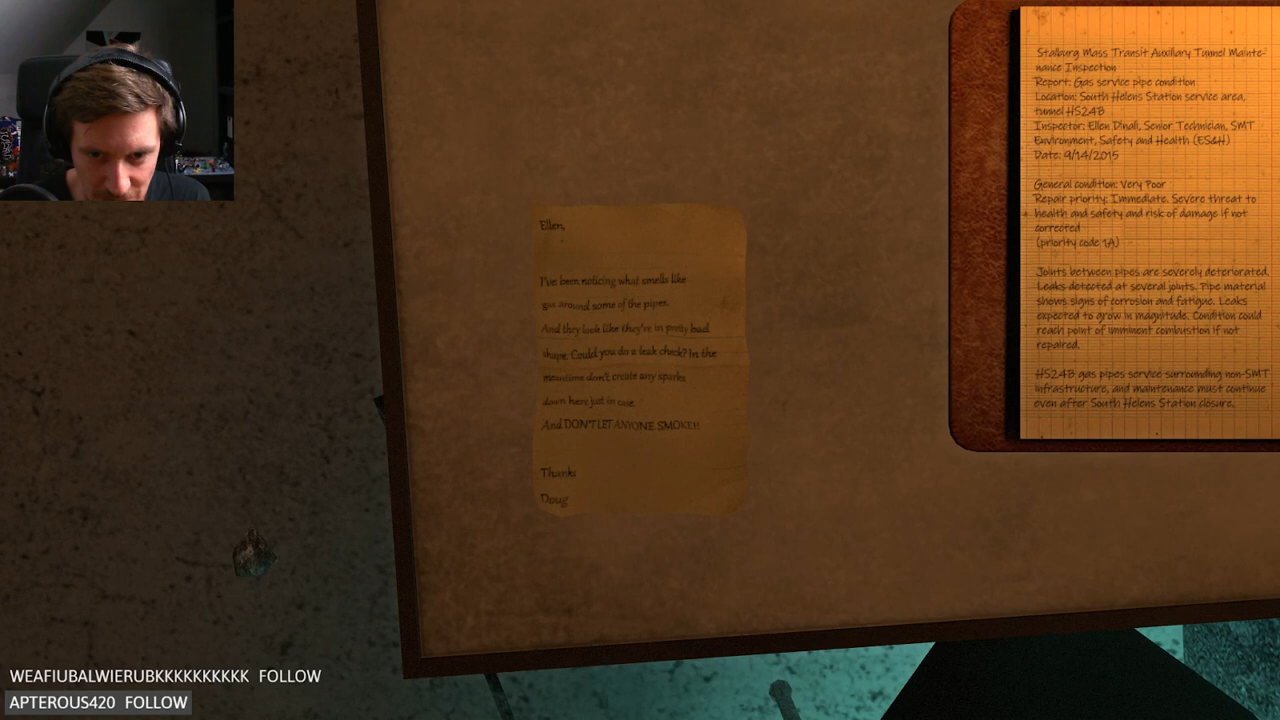 Ellen,
I've been noticing what smells like
gas around some of the pipes.
And they look like they're in pretty bad
shape. Could you do a leak check? In the
meantime don't create any sparks
down here just in case
And DON'T LET ANYONE SMOKE!!
Thanks
Doug
Stalburg Mass Transit Auxiliary Tunnel Mainte-
nance Inspection
Report: Gas service pipe condition
Location: South Helens Station service area,
tunnel HS24B
Inspector: Ellen Dinali, Senior Technician, SMT
Environment, Safety and Health (ES&H)
Date: 9/14/2015
General condition: Very Poor
Repair priority: Immediate. Severe threat to
health and safety and risk of damage if not
corrected
(priority code 1A)
Joints between pipes are severely deteriorated.
Leaks detected at several joints. Pipe material
shows signs of corrosion and fatigue. Leaks
expected to grow in magnitude. Condition could
reach point of imminent combustion if not
repaired.
HS24B gas pipes service surrounding non-SMT
infrastructure, and maintenance must continue
even after South Helens Station closure.
WEAFIUBALWIERUBKKKKKKKKKK FOLLOW
APTEROUS420 FOLLOW